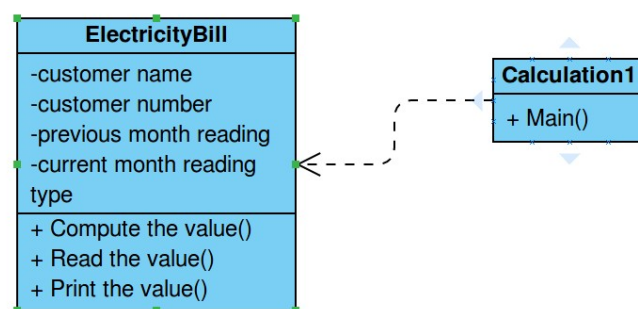 ElectricityBill
-customer name
-customer number
-previous month reading
-current month reading
type
+ Compute the value()
+ Read the value()
+ Print the value()
Calculation1
+ Main()